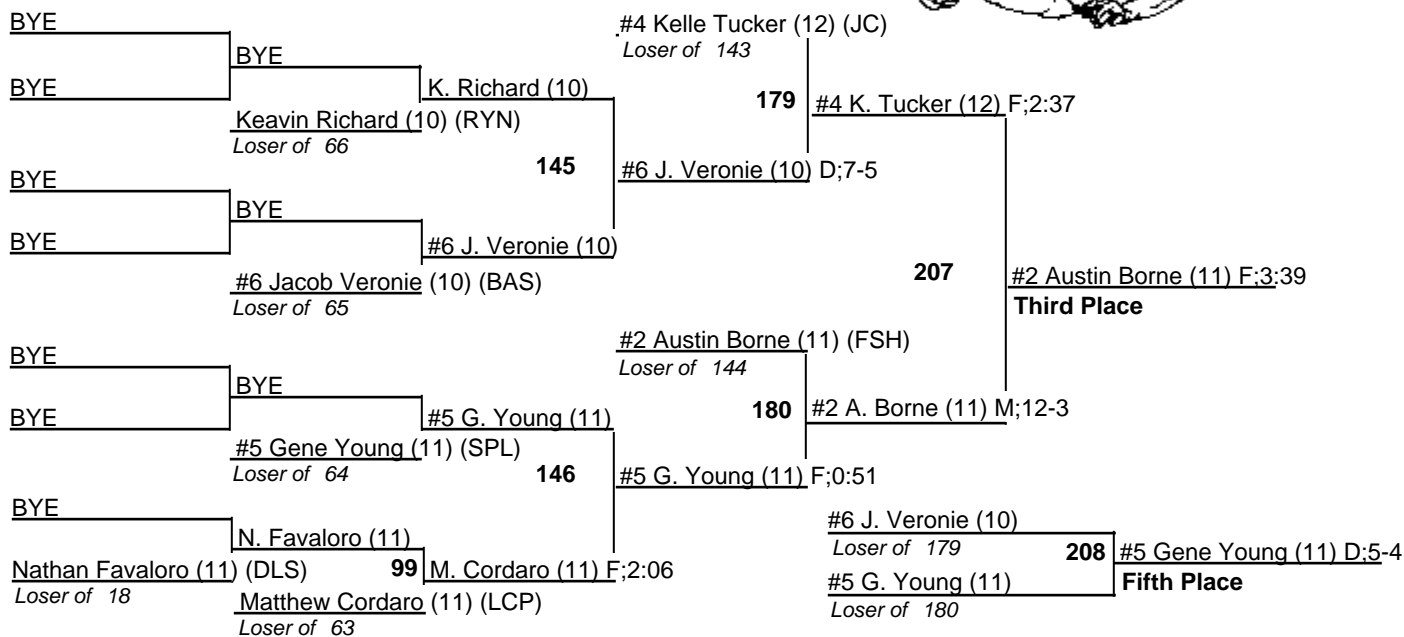 BYE
#4 Kelle Tucker (12) (JC)
Loser of 143
BYE
BYE
K. Richard (10)
179
#4 K. Tucker (12) F;2:37
Keavin Richard (10) (RYN)
Loser of 66
145
#6 J. Veronie (10) D;7-5
BYE
BYE
BYE
#6 J. Veronie (10)
207
#2 Austin Borne (11) F;3:39
Third Place
#6 Jacob Veronie (10) (BAS)
Loser of 65
#2 Austin Borne (11) (FSH)
Loser of 144
BYE
BYE
BYE
#5 G. Young (11)
180
#2 A. Borne (11) M;12-3
#5 Gene Young (11) (SPL)
Loser of 64
146
#5 G. Young (11) F;0:51
BYE
N. Favaloro (11)
Nathan Favaloro (11) (DLS)
Loser of 18
99
M. Cordaro (11) F;2:06
Matthew Cordaro (11) (LCP)
Loser of 63
#6 J. Veronie (10)
Loser of 179
208
#5 Gene Young (11) D;5-4
Fifth Place
#5 G. Young (11)
Loser of 180